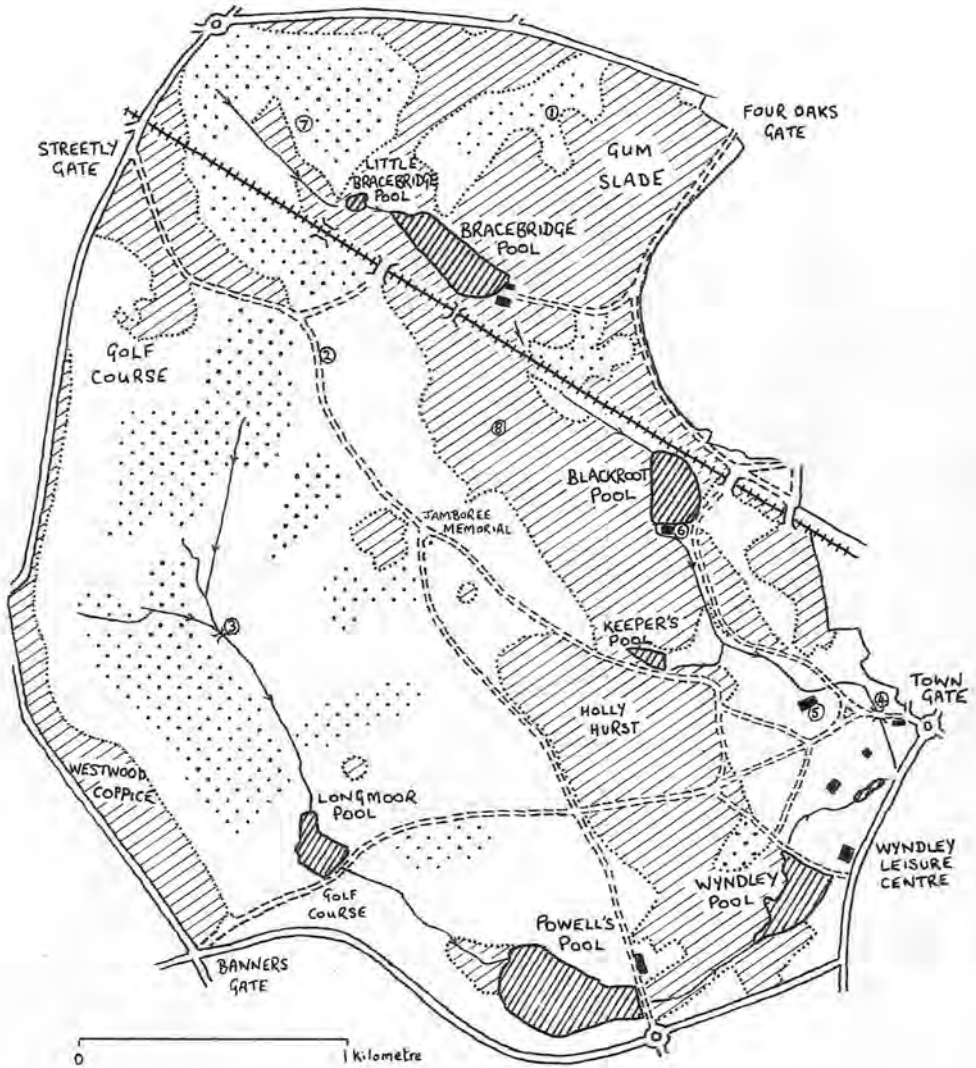 ①
⑦
FOUR OAKS
GATE
STREETLY
GATE
GUM
SLADE
LITTLE
BRACEBRIDGE
POOL
BRACEBRIDGE
POOL
GOLF
COURSE
②
⑧
BLACKROOT
POOL
JAMBOREE
MEMORIAL
⑥
③
KEEPER'S
POOL
HOLLY
HURST
④
TOWN
GATE
⑤
WESTWOOD
COPPICE
LONGMOOR
POOL
WYNDLEY
LEISURE
CENTRE
WYNDLEY
POOL
GOLF
COURSE
POWELL'S
POOL
BANNERS
GATE
0 1 kilometre